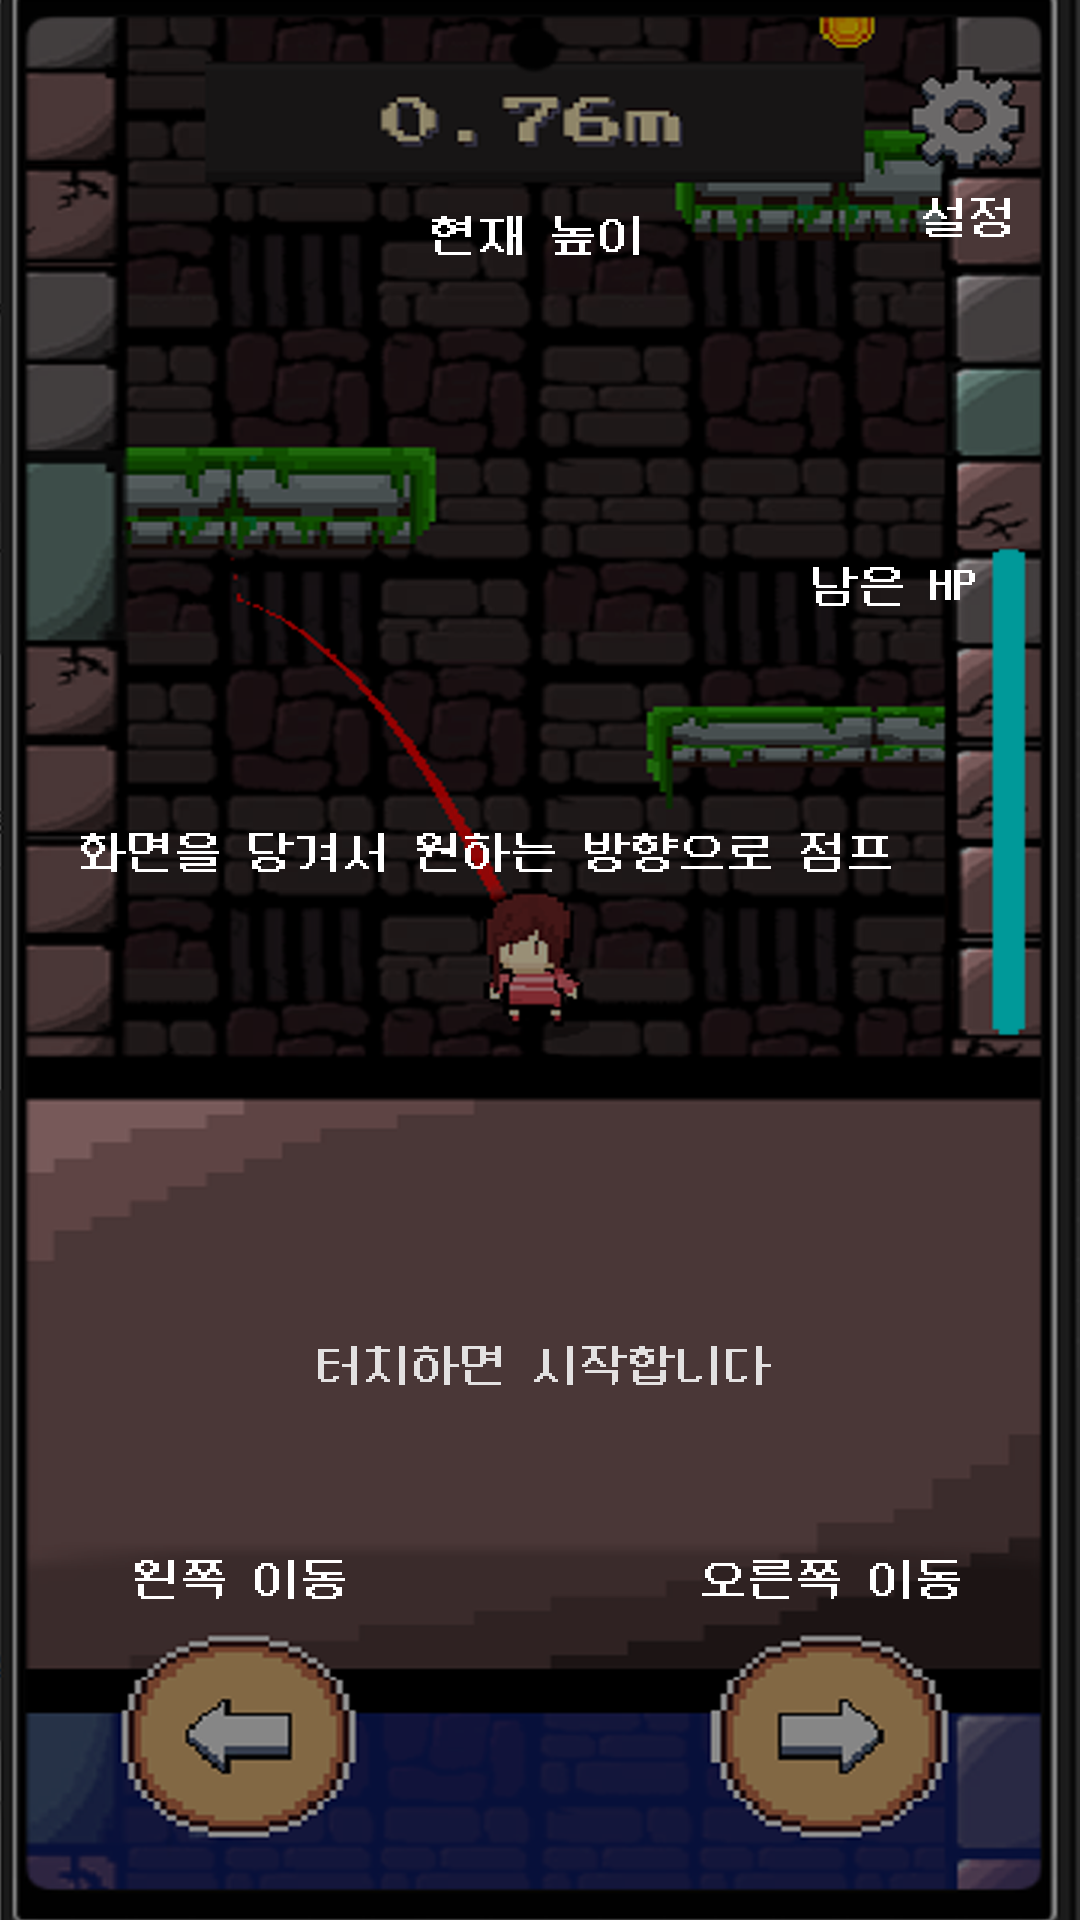 0.76m
현재 높이
설정
남은 HP
화면을 당겨서 원하는 방향으로 점프
터치하면 시작합니다
왼쪽 이동
오른쪽 이동